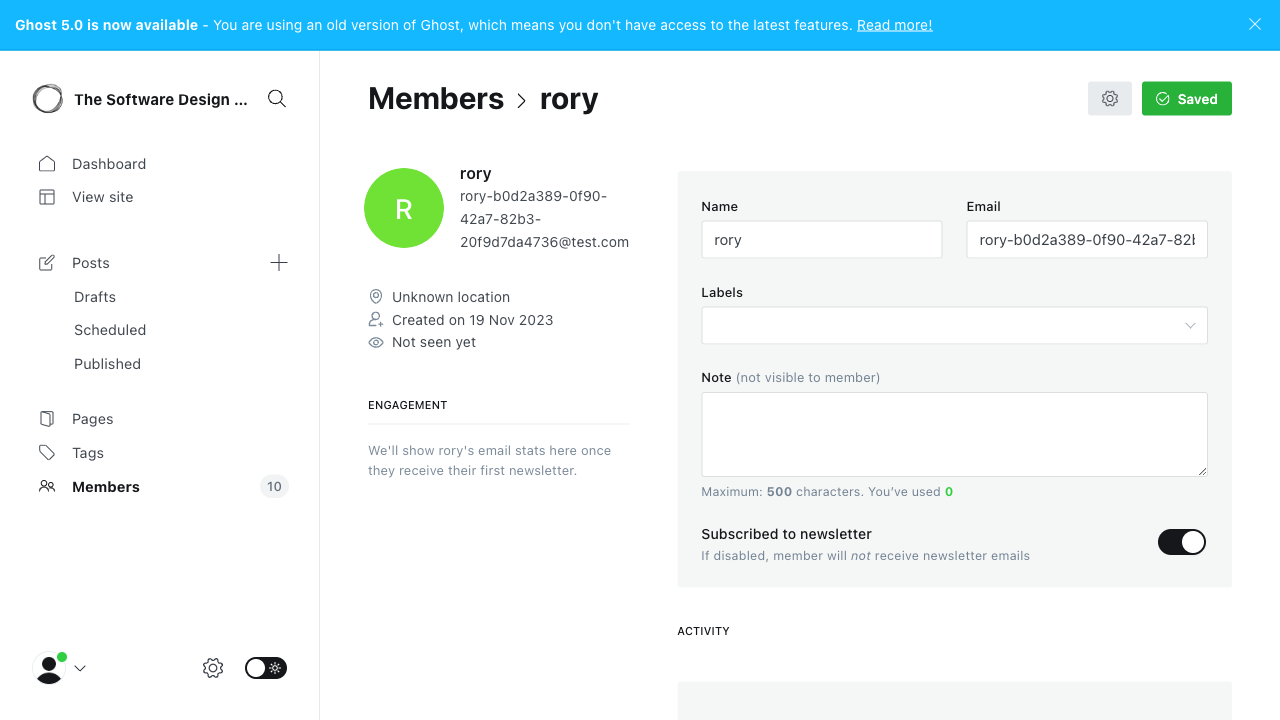 Ghost 5.0 is now available - You are using an old version of Ghost, which means you don't have access to the latest features. Read more!
The Software Design ...
Dashboard
View site
Posts
Drafts
Scheduled
Published
Pages
Tags
Members 10
Members > rory
Saved
R
rory
rory-b0d2a389-0f90-
42a7-82b3-
20f9d7da4736@test.com
Unknown location
Created on 19 Nov 2023
Not seen yet
ENGAGEMENT
We'll show rory's email stats here once
they receive their first newsletter.
Name
rory
Email
rory-b0d2a389-0f90-42a7-82b
Labels
Note (not visible to member)
Maximum: 500 characters. You've used 0
Subscribed to newsletter
If disabled, member will not receive newsletter emails
ACTIVITY